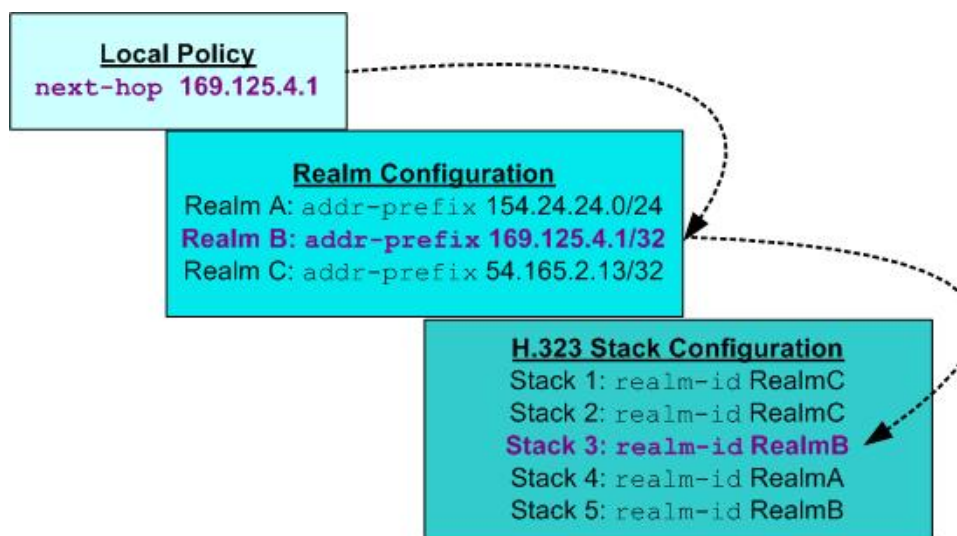 Local Policy
next-hop 169.125.4.1
Realm Configuration
Realm A: addr-prefix 154.24.24.0/24
Realm B: addr-prefix 169.125.4.1/32
Realm C: addr-prefix 54.165.2.13/32
H.323 Stack Configuration
Stack 1: realm-id RealmC
Stack 2: realm-id RealmC
Stack 3: realm-id RealmB
Stack 4: realm-id RealmA
Stack 5: realm-id RealmB